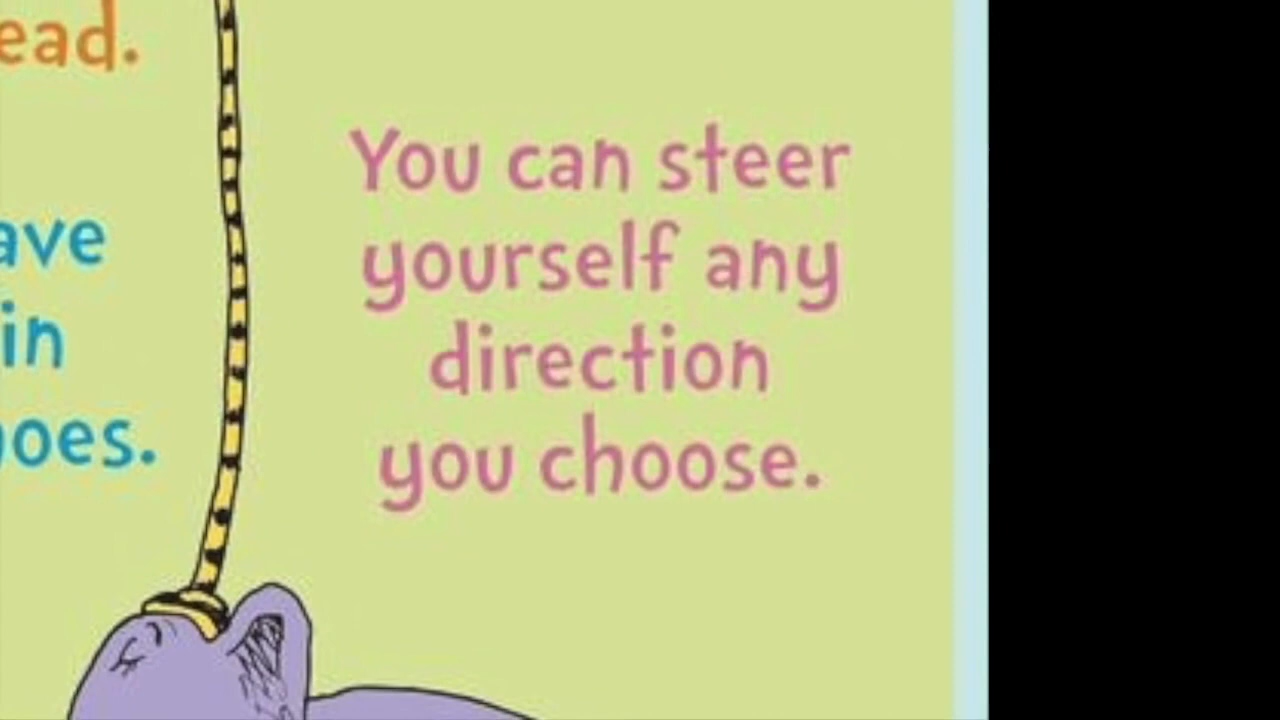 ead.
ave
in
oes.
You can steer
yourself any
direction
you choose.